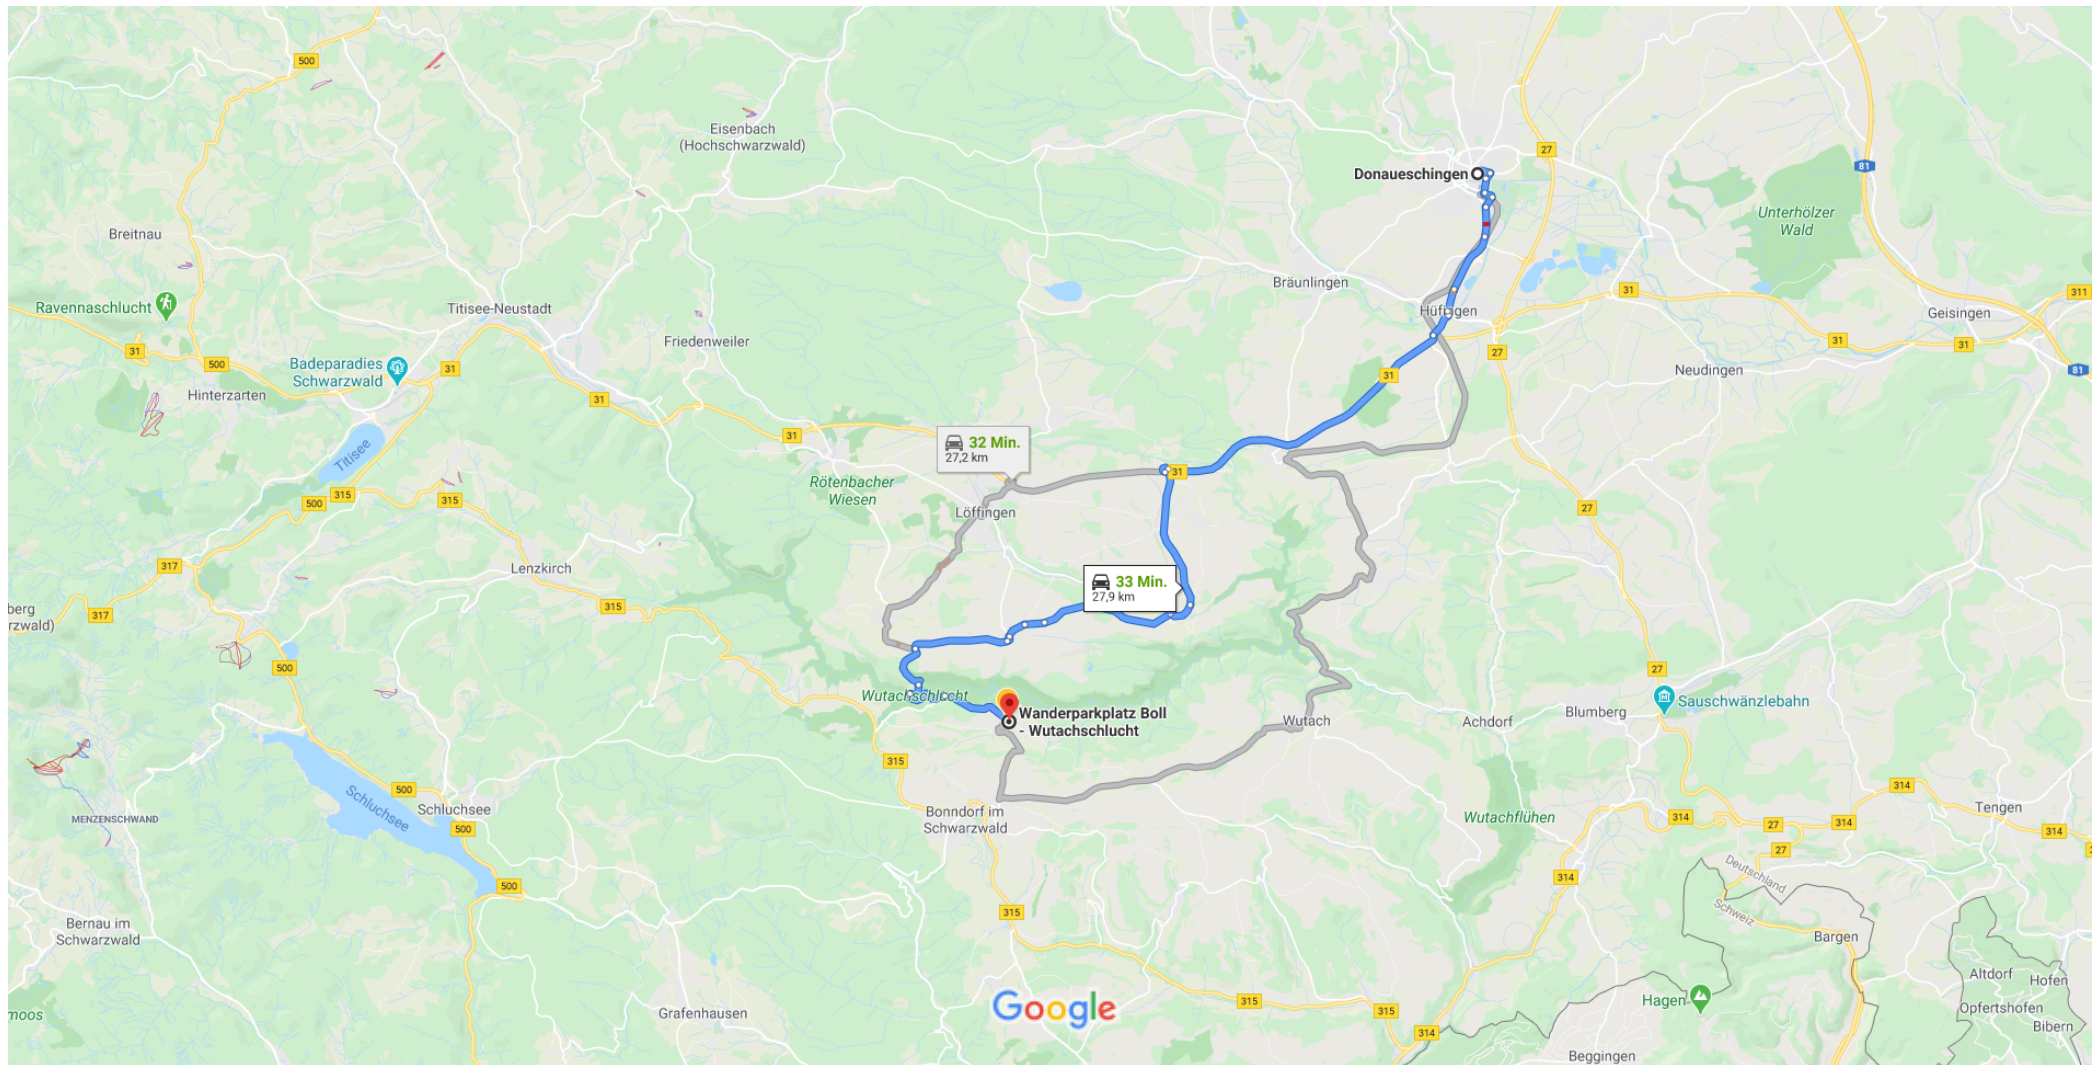 500
81
Eisenbach
(Hochschwarzwald)
27
Donaueschingen
Unterhölzer
Wald
Breitnau
Bräunlingen
31
311
Ravennaschlucht
Titisee-Neustadt
Hüfingen
Geisingen
31
500
Friedenweiler
27
31
31
Badeparadies
Schwarzwald
31
31
Neudingen
81
Hinterzarten
31
31
32 Min.
27,2 km
Titisee
31
Rötenbacher
Wiesen
315
500
315
Löffingen
27
317
Lenzkirch
33 Min.
27,9 km
berg
rzwald)
317
315
500
27
Wutachschlucht
Sauschwänzlebahn
Wanderparkplatz Boll
- Wutachschlucht
Wutach
Achdorf
Blumberg
315
500
Schluchsee
Schluchsee
314
MENZENSCHWAND
500
Bonndorf im
Schwarzwald
Wutachflühen
314
27
314
Tengen
314
27
Deutschland
500
314
Schweiz
315
Bernau im
Schwarzwald
Bargen
Altdorf
Hofen
Hagen
Opfertshofen
Bibern
moos
Grafenhausen
Google
315
315
314
Beggingen